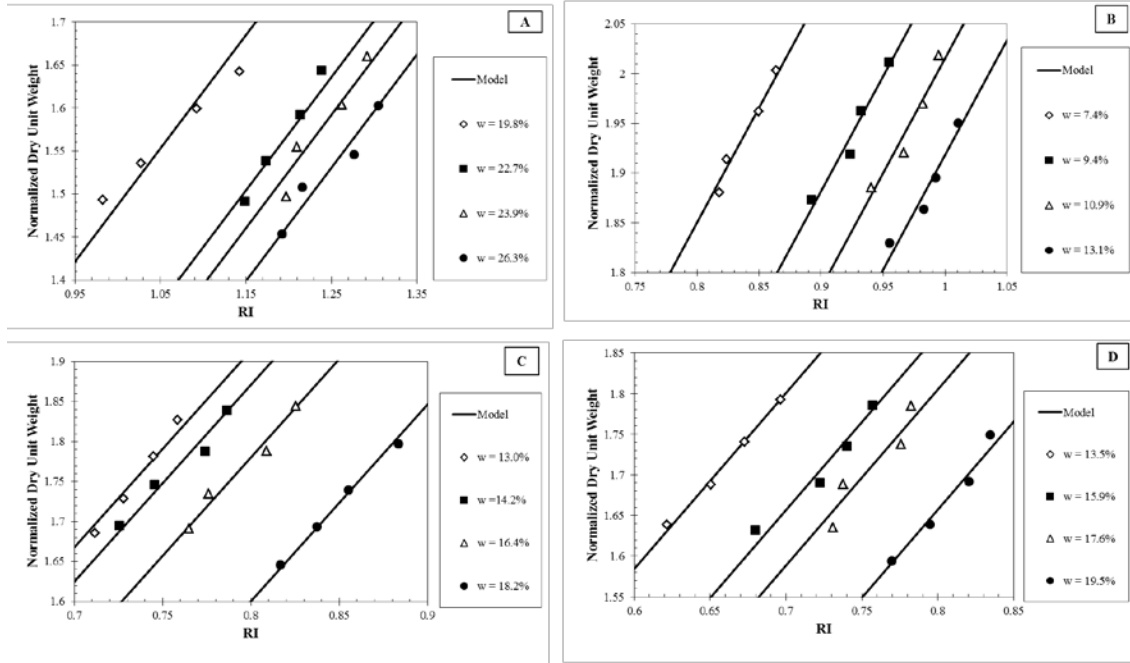 A
Normalized Dry Unit Weight
1.7
1.65
1.6
1.55
1.5
1.45
1.4
0.95
1.05
1.15
1.25
1.35
RI
Model
w = 19.8%
w = 22.7%
w = 23.9%
w = 26.3%
B
Normalized Dry Unit Weight
2.05
2
1.95
1.9
1.85
1.8
0.75
0.8
0.85
0.9
0.95
1
1.05
RI
Model
w = 7.4%
w = 9.4%
w = 10.9%
w = 13.1%
C
Normalized Dry Unit Weight
1.9
1.85
1.8
1.75
1.7
1.65
1.6
0.7
0.75
0.8
0.85
0.9
RI
Model
w = 13.0%
w =14.2%
w = 16.4%
w = 18.2%
D
Normalized Dry Unit Weight
1.85
1.8
1.75
1.7
1.65
1.6
1.55
0.6
0.65
0.7
0.75
0.8
0.85
RI
Model
w = 13.5%
w = 15.9%
w = 17.6%
w = 19.5%